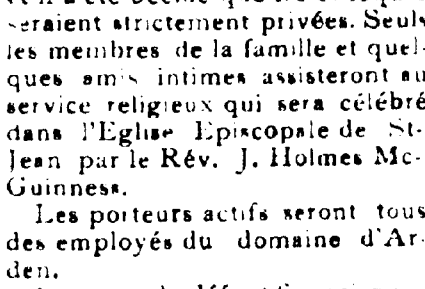 seraient strictement privées. Seuls
les membres de la famille et quel-
ques amis intimes assisteront au
service religieux qui sera célébré
dans l'Eglise Episcopale de St-
Jean par le Rév. J. Holmes Mc-
Guinness.
Les porteurs actifs seront tous
des employés du domaine d'Ar-
den.